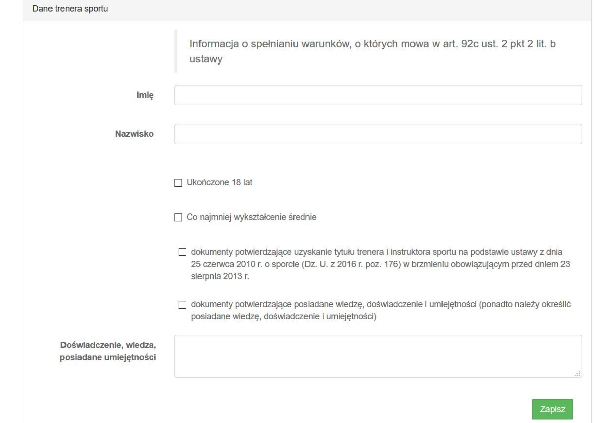 Dane trenera sportu
Informacja o spełnianiu warunków, o których mowa w art. 92c ust. 2 pkt 2 lit. b
ustawy
Imię
Nazwisko
Ukończone 18 lat
Co najmniej wykształcenie średnie
dokumenty potwierdzające uzyskanie tytułu trenera i instruktora sportu na podstawie ustawy z dnia
25 czerwca 2010 r. o sporcie (Dz. U. z 2016 r. poz. 176) w brzmieniu obowiązującym przed dniem 23
sierpnia 2013 r.
dokumenty potwierdzające posiadane wiedzę, doświadczenie i umiejętności (ponadto należy określić
posiadane wiedzę, doświadczenie i umiejętności)
Doświadczenie, wiedza,
posiadane umiejętności
Zapisz